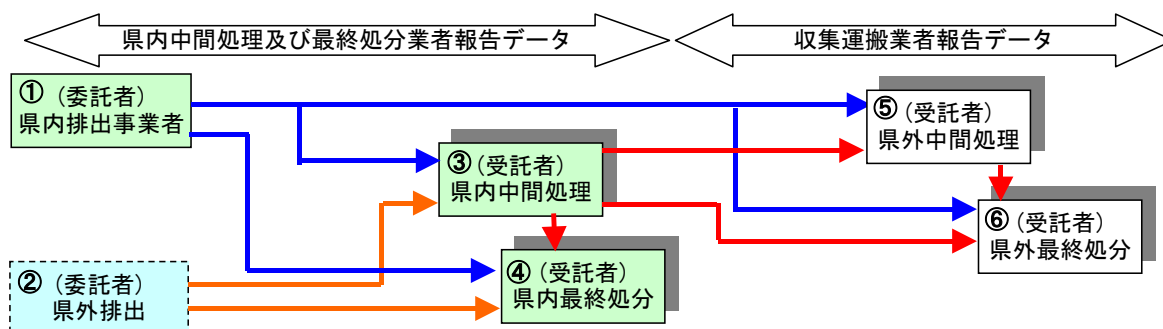 県内中間処理及び最終処分業者報告データ
収集運搬業者報告データ
①（委託者）
県内排出事業者
⑤（受託者）
県外中間処理
③（受託者）
県内中間処理
⑥（受託者）
県外最終処分
②（委託者）
県外排出
④（受託者）
県内最終処分